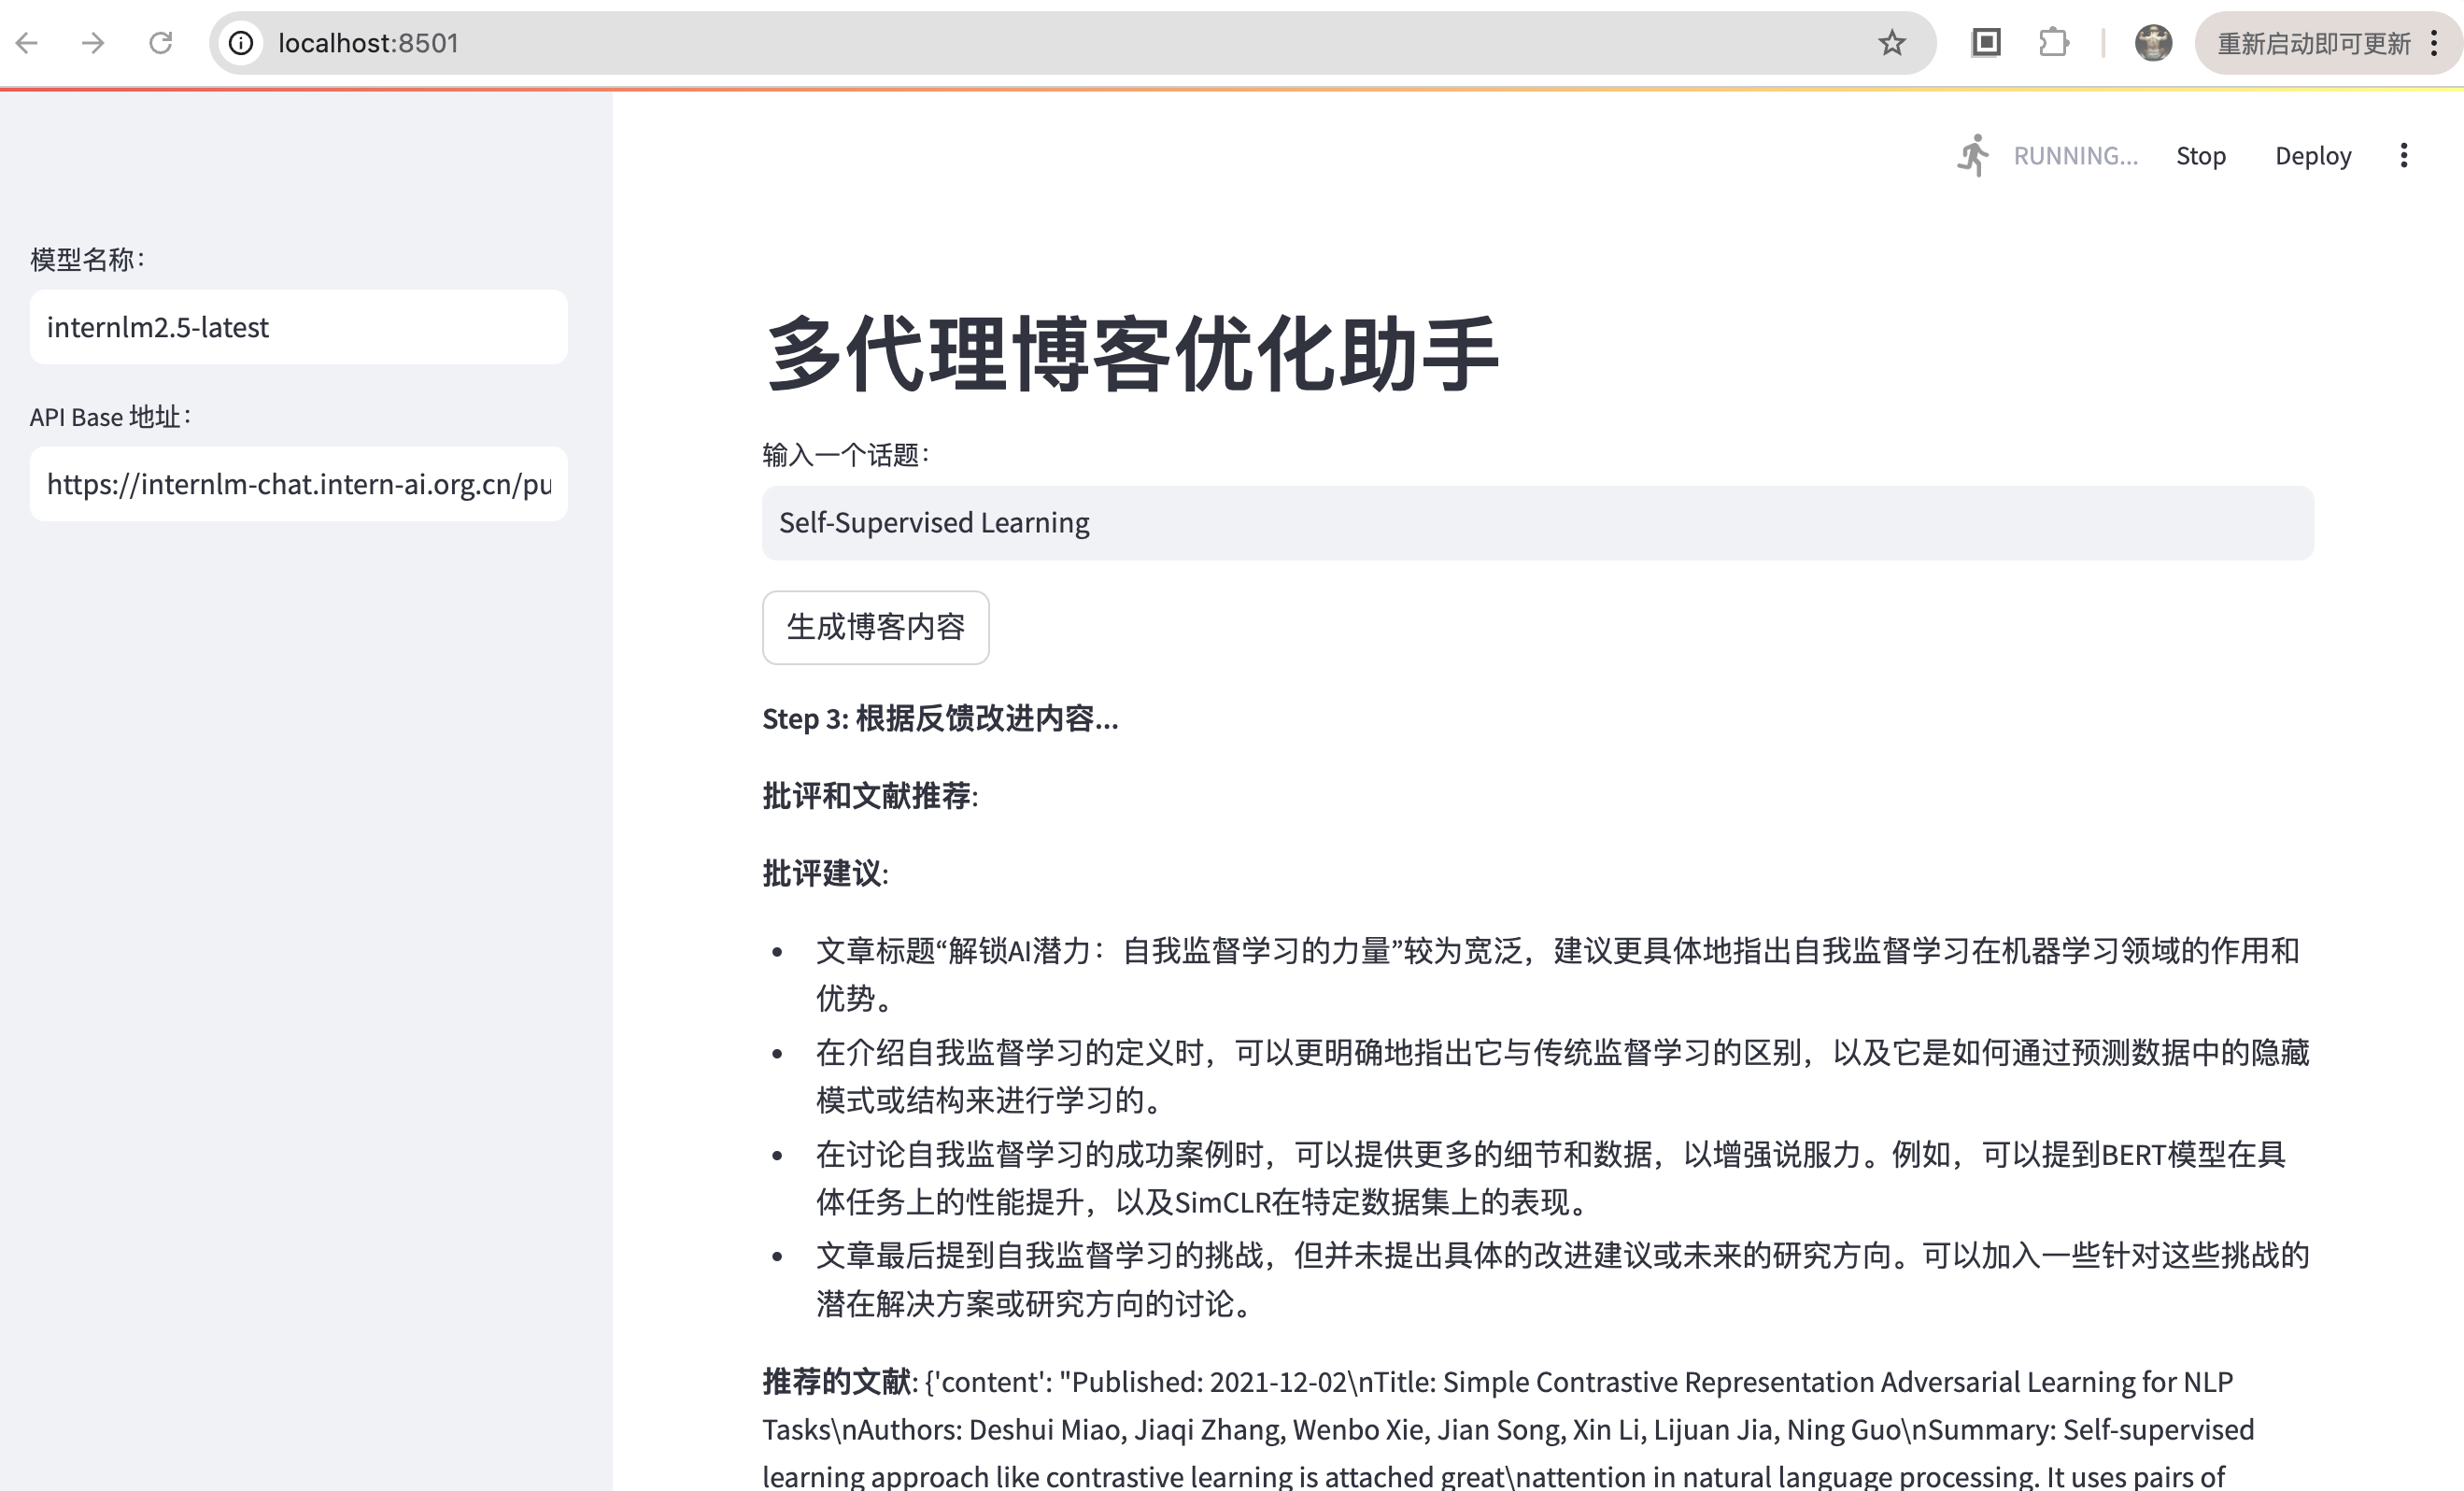 localhost:8501
重新启动即可更新
RUNNING...
Stop
Deploy
模型名称：
internlm2.5-latest
API Base 地址：
https://internlm-chat.intern-ai.org.cn/pu
多代理博客优化助手
输入一个话题：
Self-Supervised Learning
生成博客内容
Step 3: 根据反馈改进内容...
批评和文献推荐:
批评建议:
• 文章标题“解锁AI潜力：自我监督学习的力量”较为宽泛，建议更具体地指出自我监督学习在机器学习领域的作用和
优势。
• 在介绍自我监督学习的定义时，可以更明确地指出它与传统监督学习的区别，以及它是如何通过预测数据中的隐藏
模式或结构来进行学习的。
• 在讨论自我监督学习的成功案例时，可以提供更多的细节和数据，以增强说服力。例如，可以提到BERT模型在具
体任务上的性能提升，以及SimCLR在特定数据集上的表现。
• 文章最后提到自我监督学习的挑战，但并未提出具体的改进建议或未来的研究方向。可以加入一些针对这些挑战的
潜在解决方案或研究方向的讨论。
推荐的文献: {'content': "Published: 2021-12-02\nTitle: Simple Contrastive Representation Adversarial Learning for NLP
Tasks\nAuthors: Deshui Miao, Jiaqi Zhang, Wenbo Xie, Jian Song, Xin Li, Lijuan Jia, Ning Guo\nSummary: Self-supervised
learning approach like contrastive learning is attached great\nattention in natural language processing. It uses pairs of